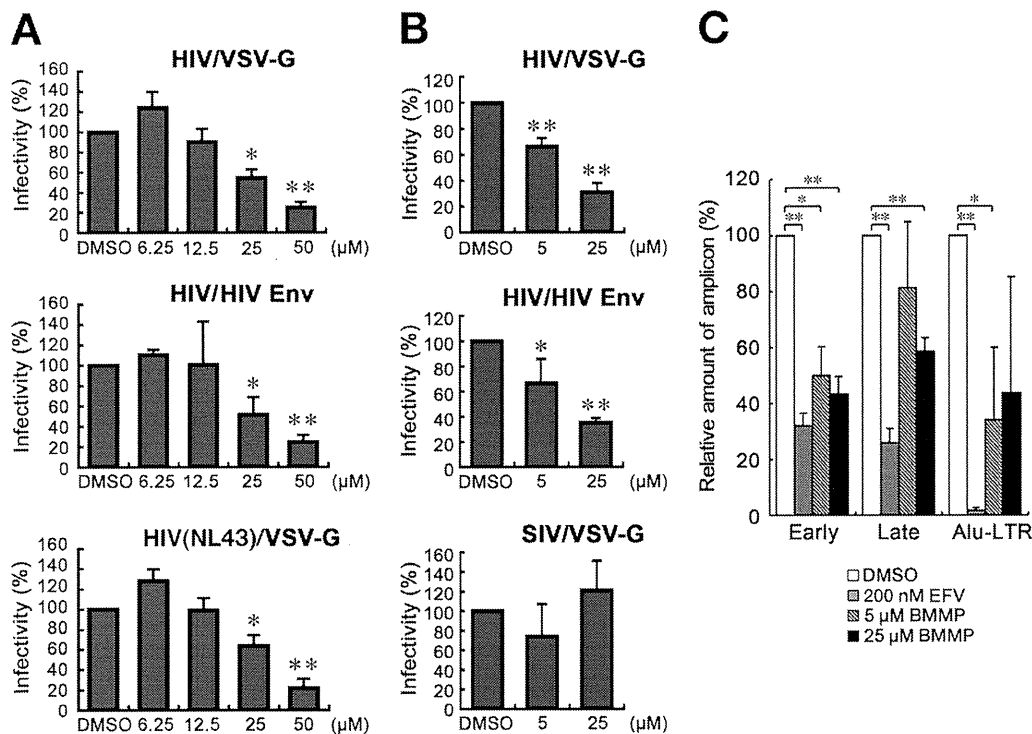 A
HIV/VSV-G
Infectivity (%)
160
140
120
100
80
60
40
20
0
DMSO 6.25 12.5 25 50 (μM)
* **
HIV/HIV Env
Infectivity (%)
160
140
120
100
80
60
40
20
0
DMSO 6.25 12.5 25 50 (μM)
* **
HIV(NL43)/VSV-G
Infectivity (%)
160
140
120
100
80
60
40
20
0
DMSO 6.25 12.5 25 50 (μM)
* **
B
HIV/VSV-G
Infectivity (%)
120
100
80
60
40
20
0
DMSO 5 25 (μM)
** **
HIV/HIV Env
Infectivity (%)
120
100
80
60
40
20
0
DMSO 5 25 (μM)
* **
SIV/VSV-G
Infectivity (%)
160
140
120
100
80
60
40
20
0
DMSO 5 25 (μM)
C
Relative amount of amplicon (%)
120
100
80
60
40
20
0
**
*
**
**
**
*
**
Early Late Alu-LTR
DMSO
200 nM EFV
5 μM BMMP
25 μM BMMP